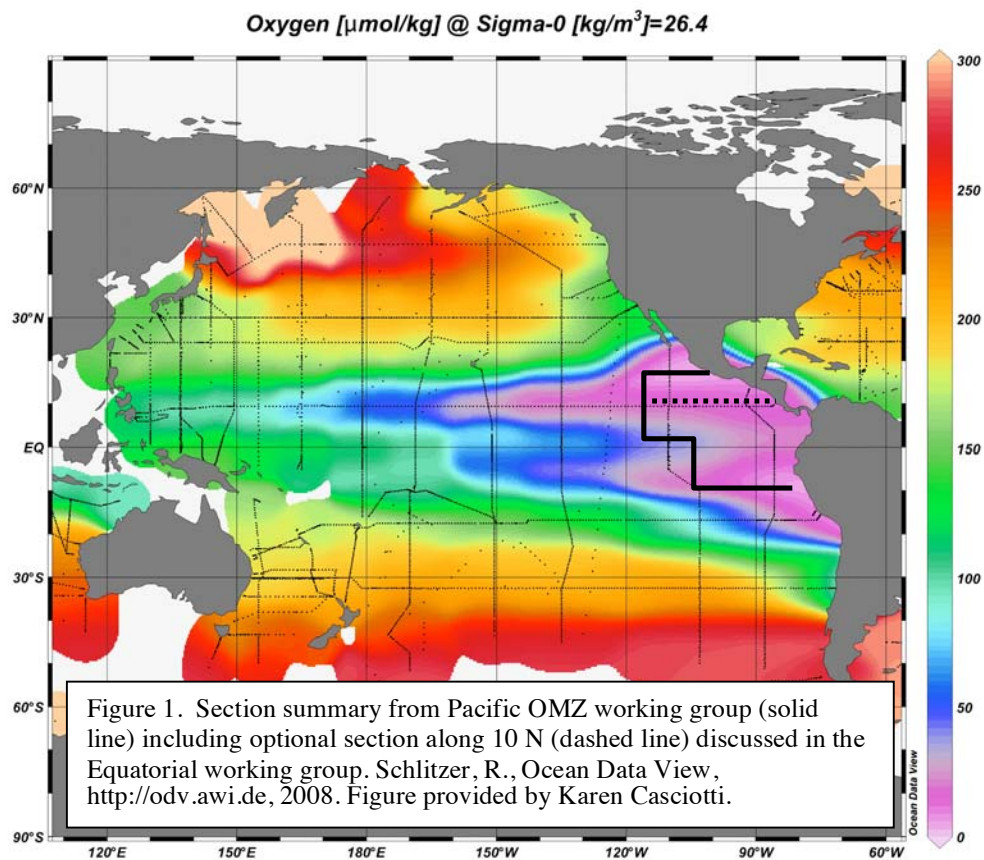 Oxygen [μmol/kg] @ Sigma-0 [kg/m³]=26.4
60°N
30°N
EQ
30°S
60°S
90°S
120°E
150°E
180°E
150°W
120°W
90°W
60°W
300
250
200
150
100
50
0
Ocean Data View
Figure 1. Section summary from Pacific OMZ working group (solid
line) including optional section along 10 N (dashed line) discussed in the
Equatorial working group. Schlitzer, R., Ocean Data View,
http://odv.awi.de, 2008. Figure provided by Karen Casciotti.